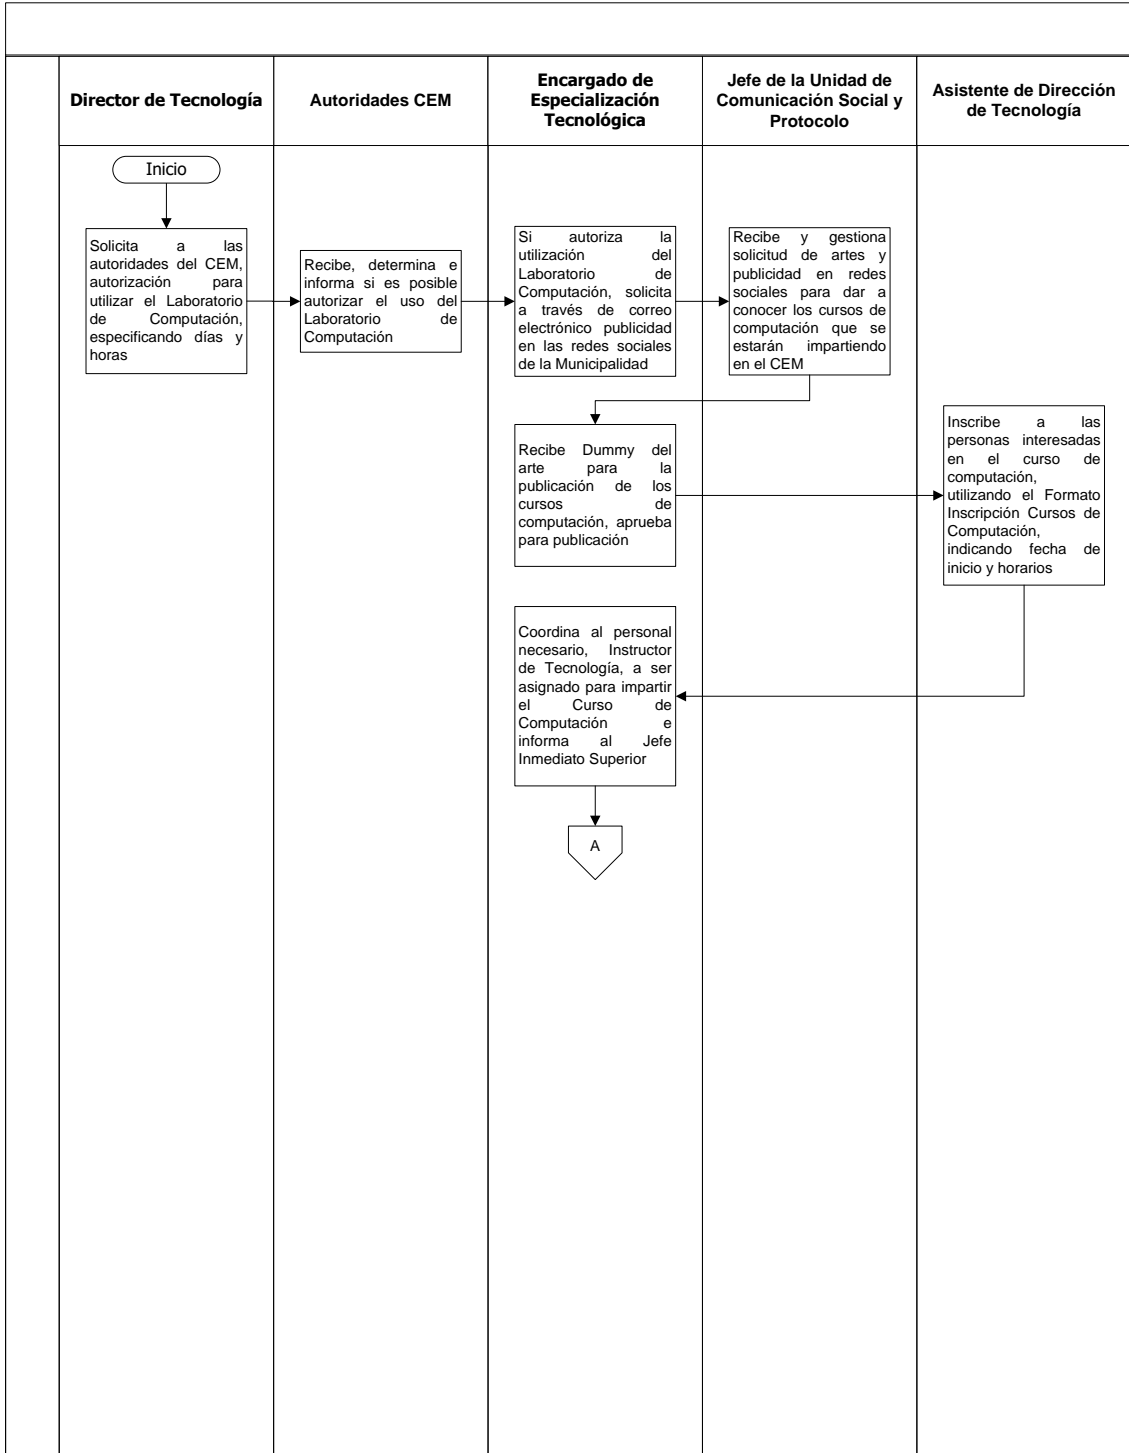 Director de Tecnología
Autoridades CEM
Encargado de
Especialización
Tecnológica
Jefe de la Unidad de
Comunicación Social y
Protocolo
Asistente de Dirección
de Tecnología
Inicio
Solicita a las
autoridades del CEM,
autorización para
utilizar el Laboratorio
de Computación,
especificando días y
horas
Recibe, determina e
informa si es posible
autorizar el uso del
Laboratorio de
Computación
Si autoriza la
utilización del
Laboratorio de
Computación, solicita
a través de correo
electrónico publicidad
en las redes sociales
de la Municipalidad
Recibe y gestiona
solicitud de artes y
publicidad en redes
sociales para dar a
conocer los cursos de
computación que se
estarán impartiendo
en el CEM
Recibe Dummy del
arte para la
publicación de los
cursos de
computación, aprueba
para publicación
Inscribe a las
personas interesadas
en el curso de
computación,
utilizando el Formato
Inscripción Cursos de
Computación,
indicando fecha de
inicio y horarios
Coordina al personal
necesario, Instructor
de Tecnología, a ser
asignado para impartir
el Curso de
Computación e
informa al Jefe
Inmediato Superior
A